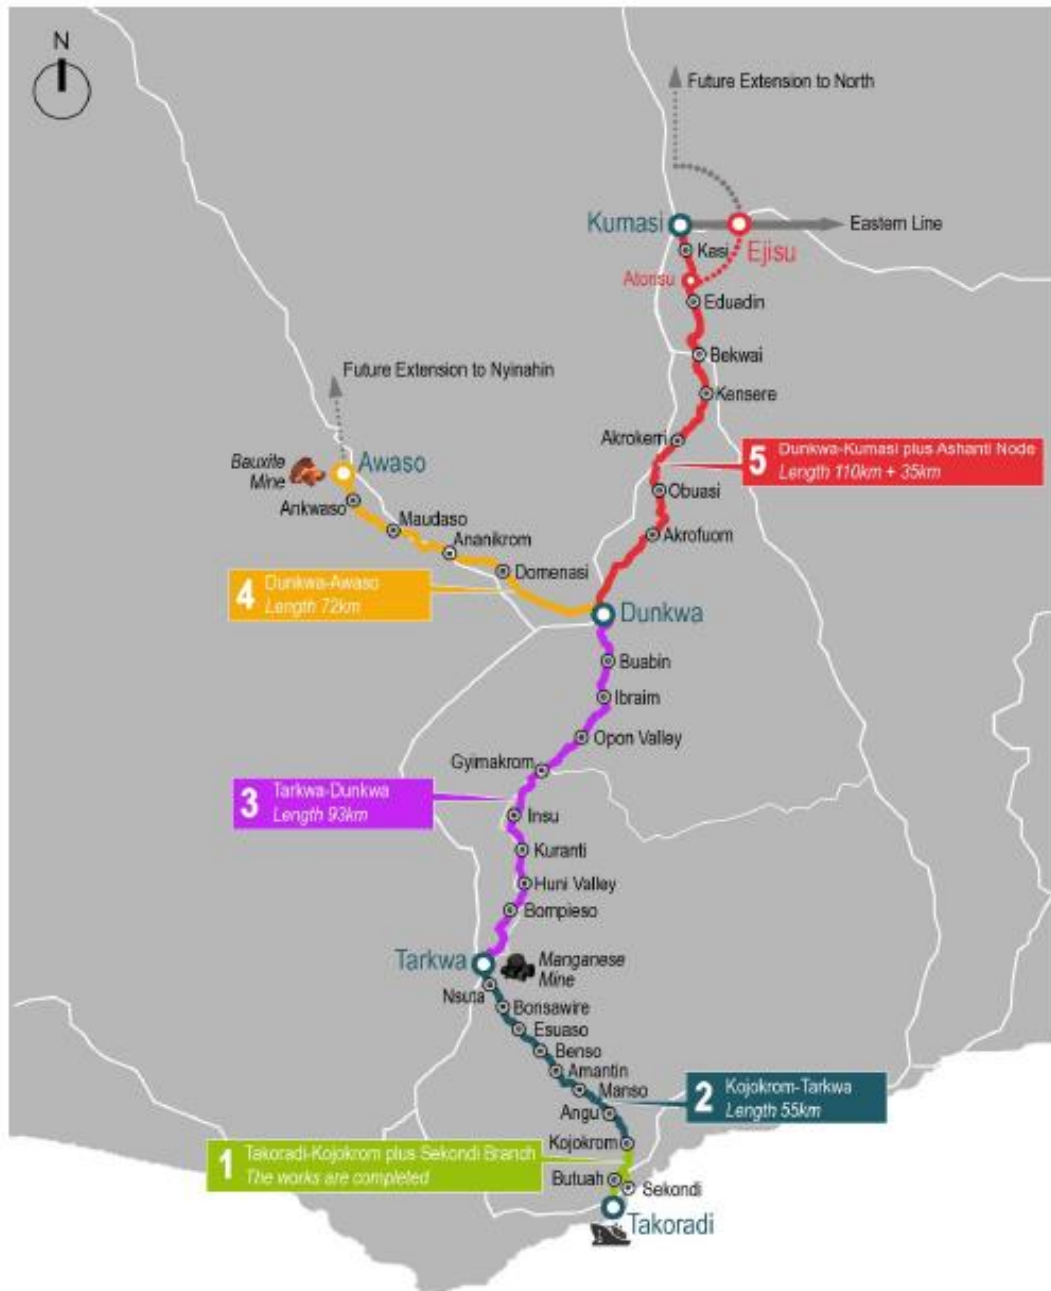 N
Future Extension to North
Kumasi
Ejisu
Eastern Line
Kasi
Atonsu
Eduadin
Bekwai
Kensere
Future Extension to Nyinahin
Akrokerri
5
Dunkwa-Kumasi plus Ashanti Node
Length 110km + 35km
Bauxite
Mine
Awaso
Ankwaso
Maudaso
Ananikrom
Domenasi
Obuasi
Akrofuom
4
Dunkwa-Awaso
Length 72km
Dunkwa
Buabin
Ibraim
Opon Valley
Gyimakrom
3
Tarkwa-Dunkwa
Length 93km
Insu
Kuranti
Huni Valley
Bompieso
Tarkwa
Manganese
Mine
Nsuta
Bonsawire
Esuaso
Benso
Amantin
Manso
Angu
2
Kojokrom-Tarkwa
Length 55km
Kojokrom
1
Takoradi-Kojokrom plus Sekondi Branch
The works are completed
Butuah
Sekondi
Takoradi